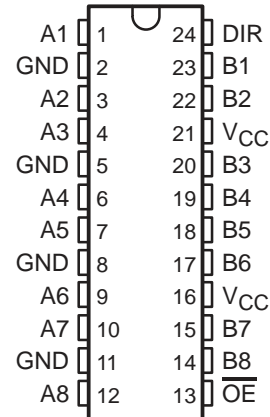 A1 1 24 DIR
GND 2 23 B1
A2 3 22 B2
A3 4 21 VCC
GND 5 20 B3
A4 6 19 B4
A5 7 18 B5
GND 8 17 B6
A6 9 16 VCC
A7 10 15 B7
GND 11 14 B8
A8 12 13 O̅E̅